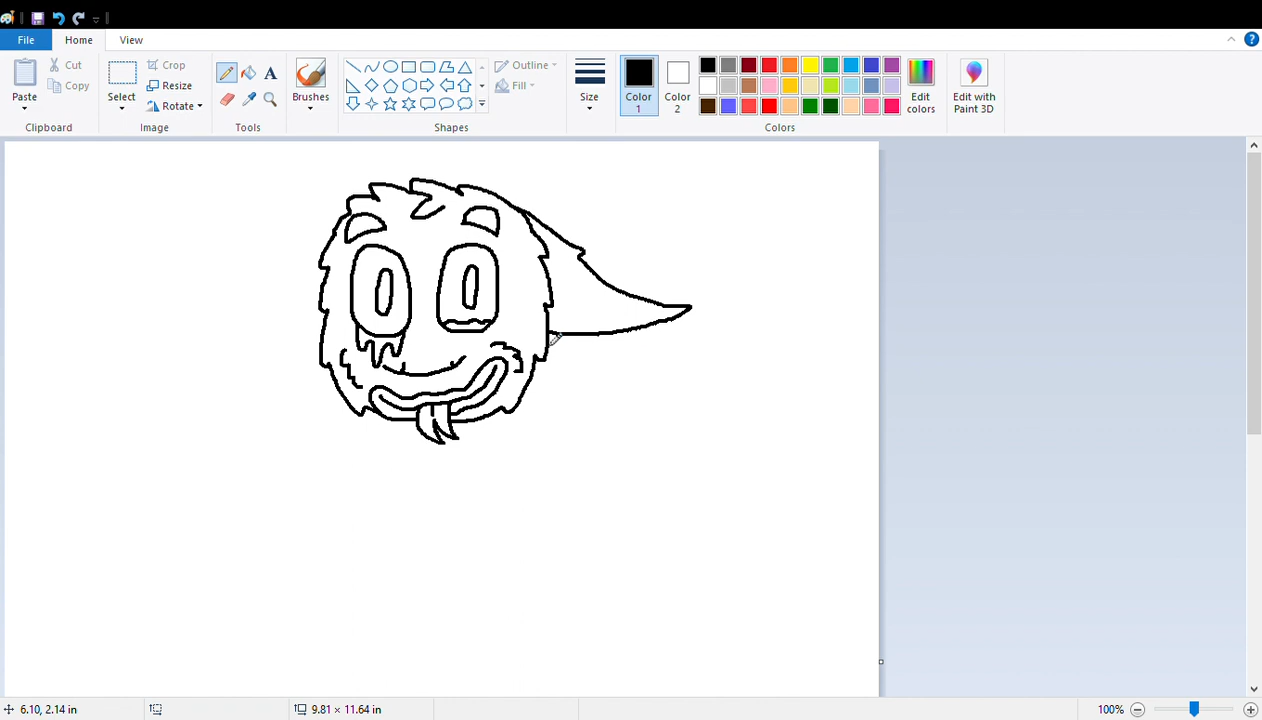 File
Home
View
Paste
Cut
Copy
Clipboard
Select
Crop
Resize
Rotate
Image
A
Tools
Brushes
Outline
Fill
Shapes
Size
Color 1
Color 2
Edit colors
Colors
Edit with Paint 3D
?
6.10, 2.14 in
9.81 × 11.64 in
100%